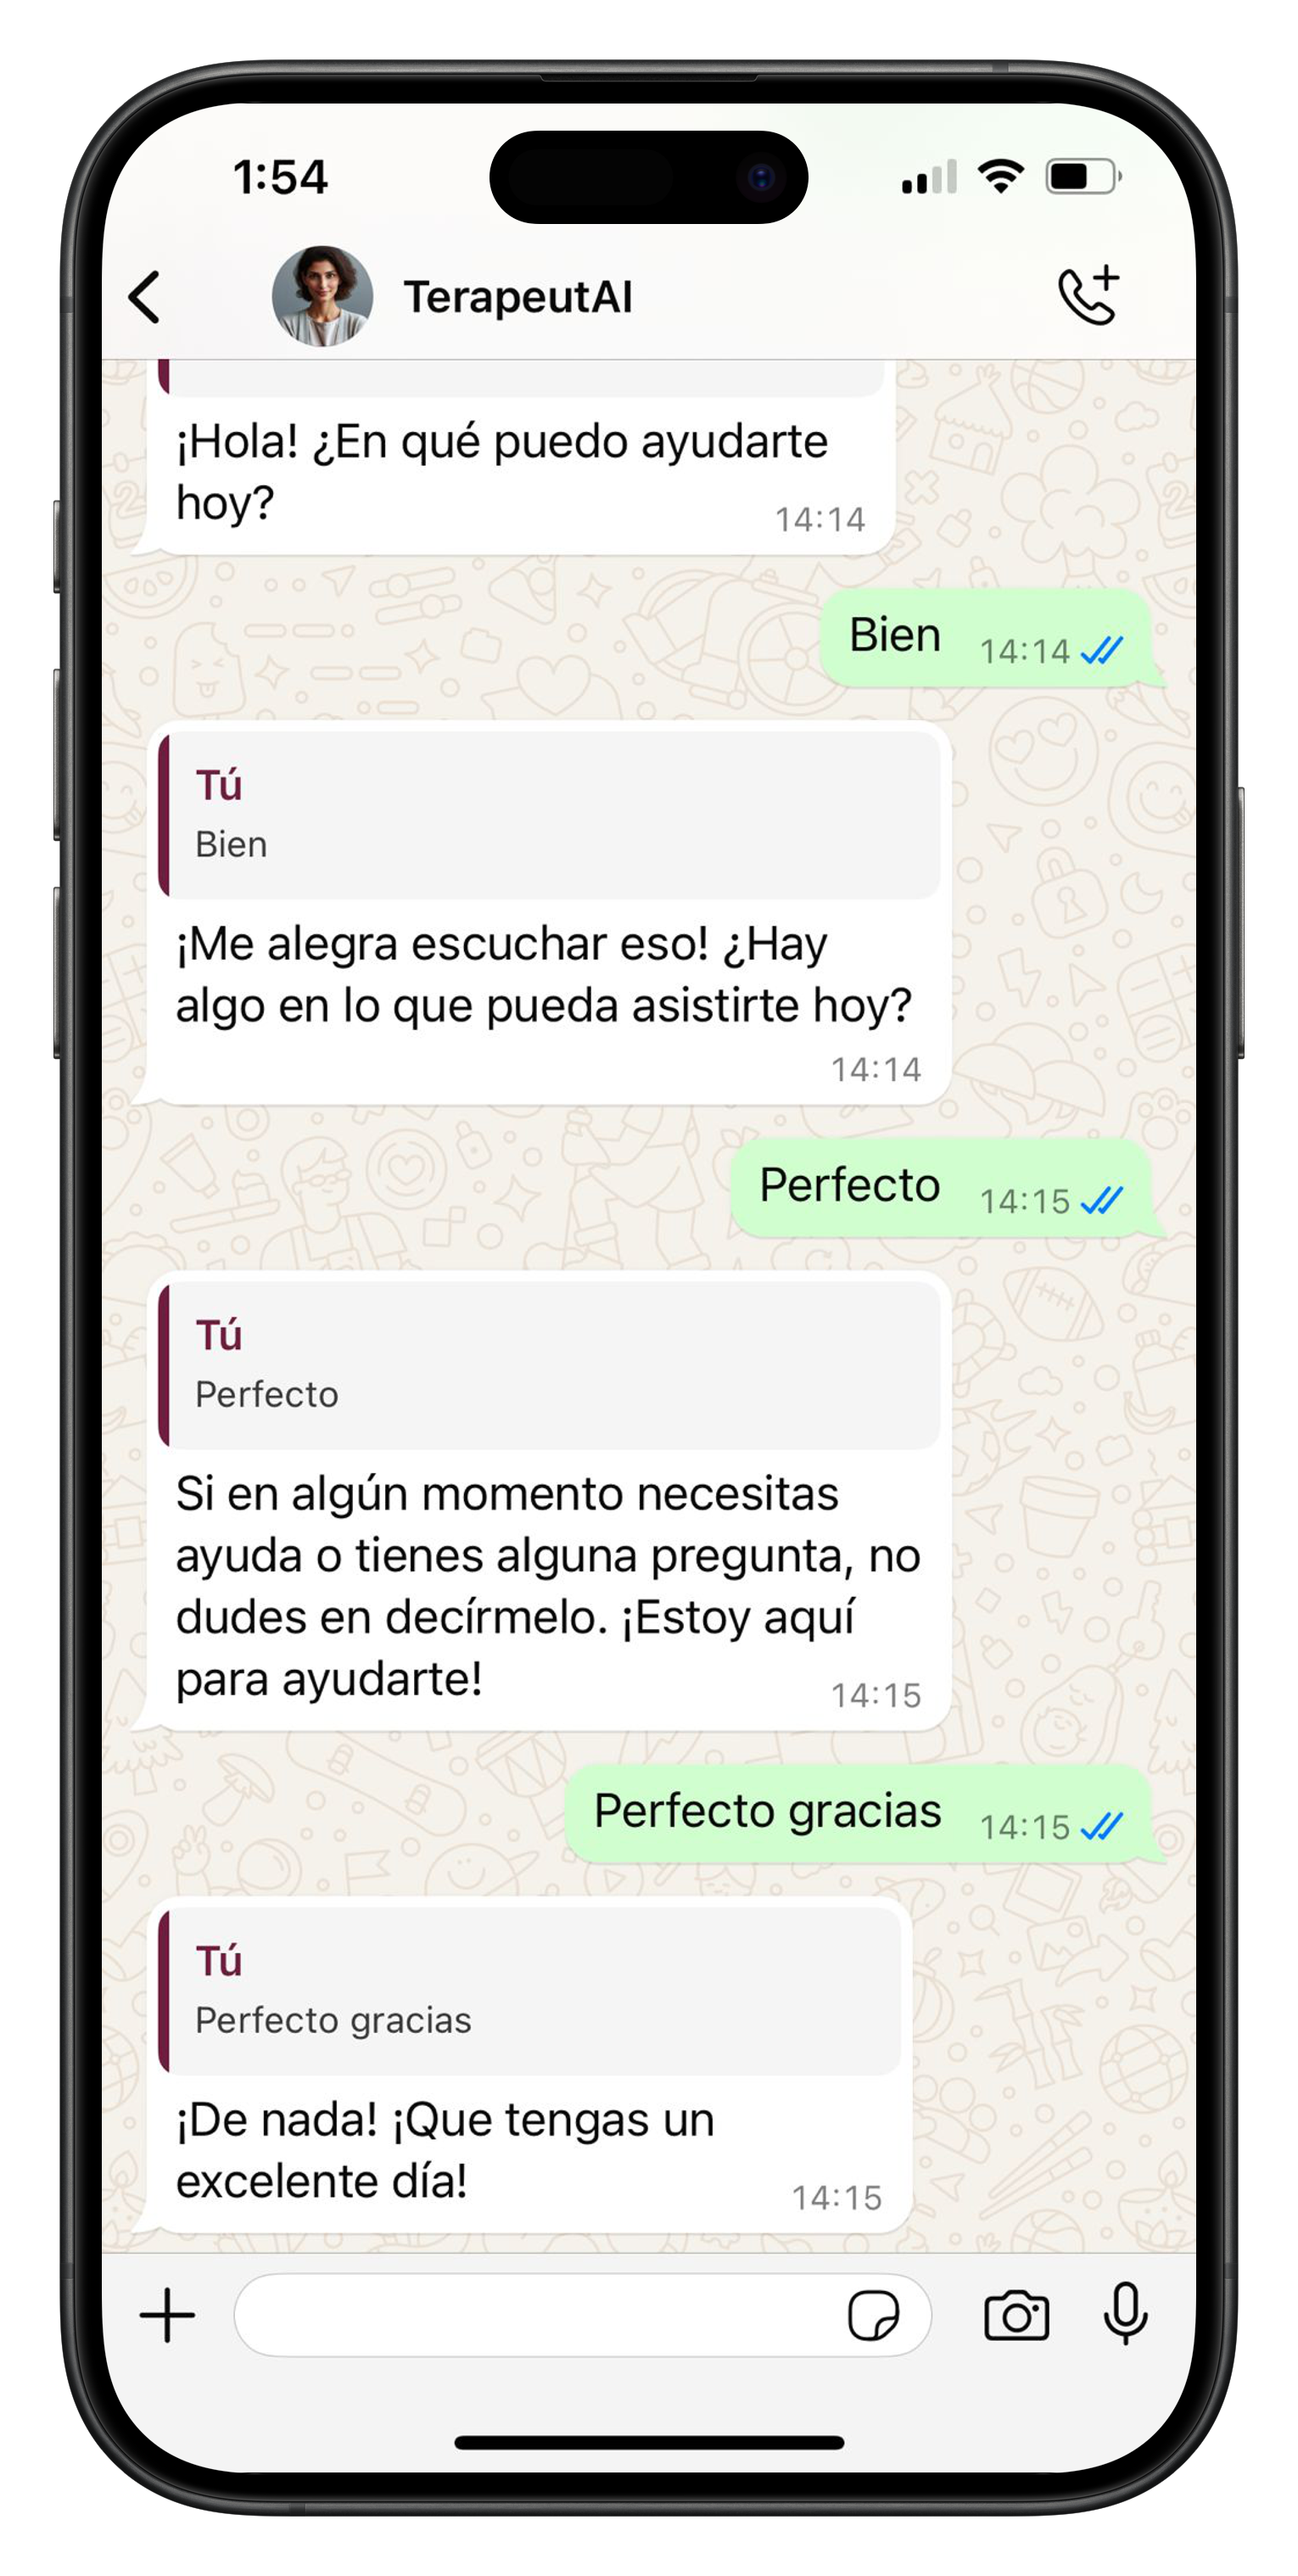 1:54
TerapeutAI
¡Hola! ¿En qué puedo ayudarte
hoy?
14:14
Bien
14:14
Tú
Bien
¡Me alegra escuchar eso! ¿Hay
algo en lo que pueda asistirte hoy?
14:14
Perfecto
14:15
Tú
Perfecto
Si en algún momento necesitas
ayuda o tienes alguna pregunta, no
dudes en decírmelo. ¡Estoy aquí
para ayudarte!
14:15
Perfecto gracias
14:15
Tú
Perfecto gracias
¡De nada! ¡Que tengas un
excelente día!
14:15